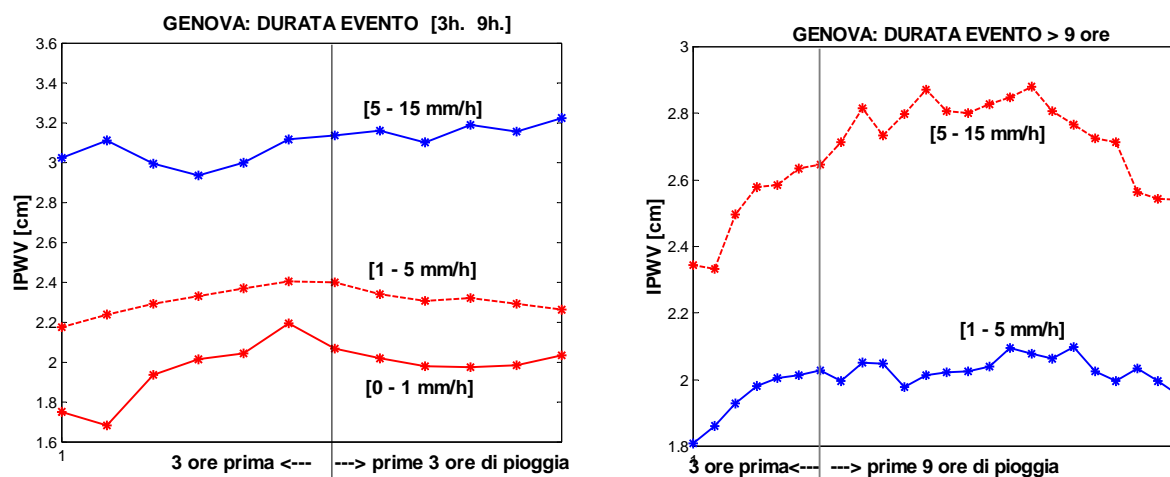 GENOVA: DURATA EVENTO [3h. 9h.]
3.6
3.4
3.2
3
2.8
2.6
2.4
2.2
2
1.8
1.6
IPWV [cm]
[5 - 15 mm/h]
[1 - 5 mm/h]
[0 - 1 mm/h]
1
3 ore prima <--- ---> prime 3 ore di pioggia
GENOVA: DURATA EVENTO > 9 ore
3
2.8
2.6
2.4
2.2
2
1.8
IPWV [cm]
[5 - 15 mm/h]
[1 - 5 mm/h]
1
3 ore prima<--- ---> prime 9 ore di pioggia